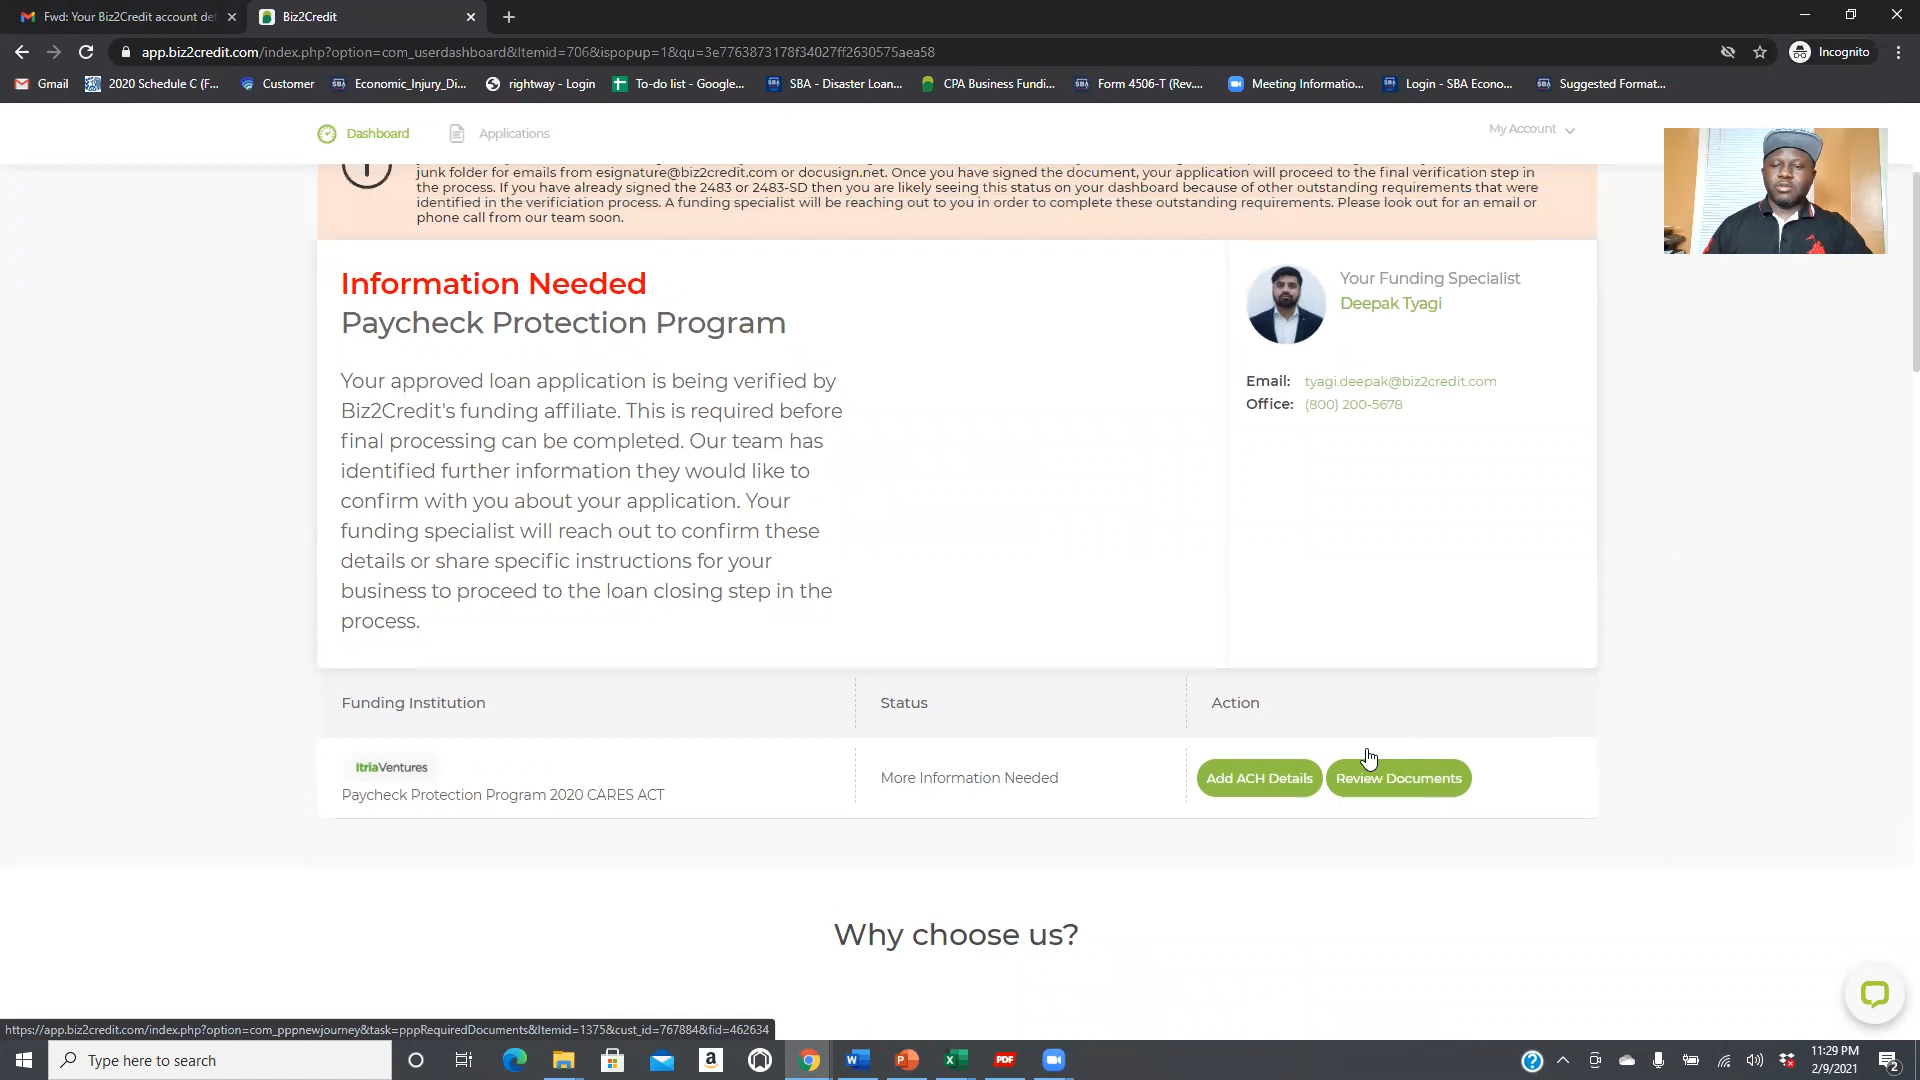 Fwd: Your Biz2Credit account det
Biz2Credit
app.biz2credit.com/index.php?option=com_userdashboard&Itemid=706&ispopup=1&qu=3e7763873178f34027ff2630575aea58
Incognito
Gmail
2020 Schedule C (F...
Customer
Economic_Injury_Di...
rightway - Login
To-do list - Google...
SBA - Disaster Loan...
CPA Business Fundi...
Form 4506-T (Rev....
Meeting Informatio...
Login - SBA Econo...
Suggested Format...
Dashboard
Applications
My Account
junk folder for emails from esignature@biz2credit.com or docusign.net. Once you have signed the document, your application will proceed to the final verification step in
the process. If you have already signed the 2483 or 2483-SD then you are likely seeing this status on your dashboard because of other outstanding requirements that were
identified in the verificiation process. A funding specialist will be reaching out to you in order to complete these outstanding requirements. Please look out for an email or
phone call from our team soon.
Information Needed
Paycheck Protection Program
Your approved loan application is being verified by
Biz2Credit's funding affiliate. This is required before
final processing can be completed. Our team has
identified further information they would like to
confirm with you about your application. Your
funding specialist will reach out to confirm these
details or share specific instructions for your
business to proceed to the loan closing step in the
process.
Your Funding Specialist
Deepak Tyagi
Email: tyagi.deepak@biz2credit.com
Office: (800) 200-5678
Funding Institution
Status
Action
ItriaVentures
Paycheck Protection Program 2020 CARES ACT
More Information Needed
Add ACH Details
Review Documents
Why choose us?
https://app.biz2credit.com/index.php?option=com_pppnewjourney&task=pppRequiredDocuments&Itemid=1375&cust_id=767884&fid=462634
Type here to search
PDF
11:29 PM
2/9/2021
2